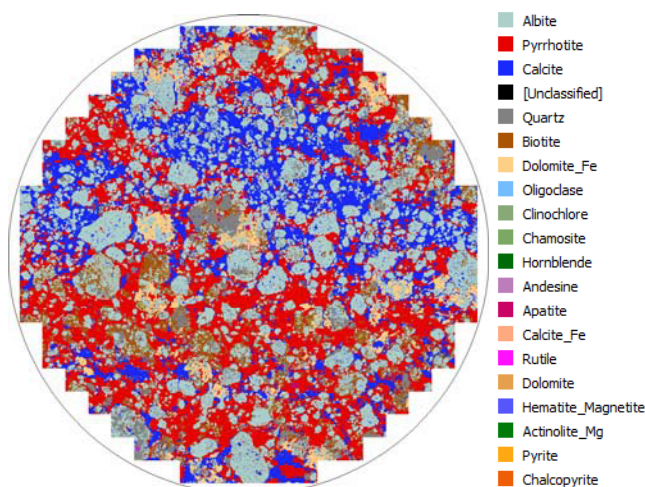 Albite
Pyrrhotite
Calcite
[Unclassified]
Quartz
Biotite
Dolomite_Fe
Oligoclase
Clinochlore
Chamosite
Hornblende
Andesine
Apatite
Calcite_Fe
Rutile
Dolomite
Hematite_Magnetite
Actinolite_Mg
Pyrite
Chalcopyrite